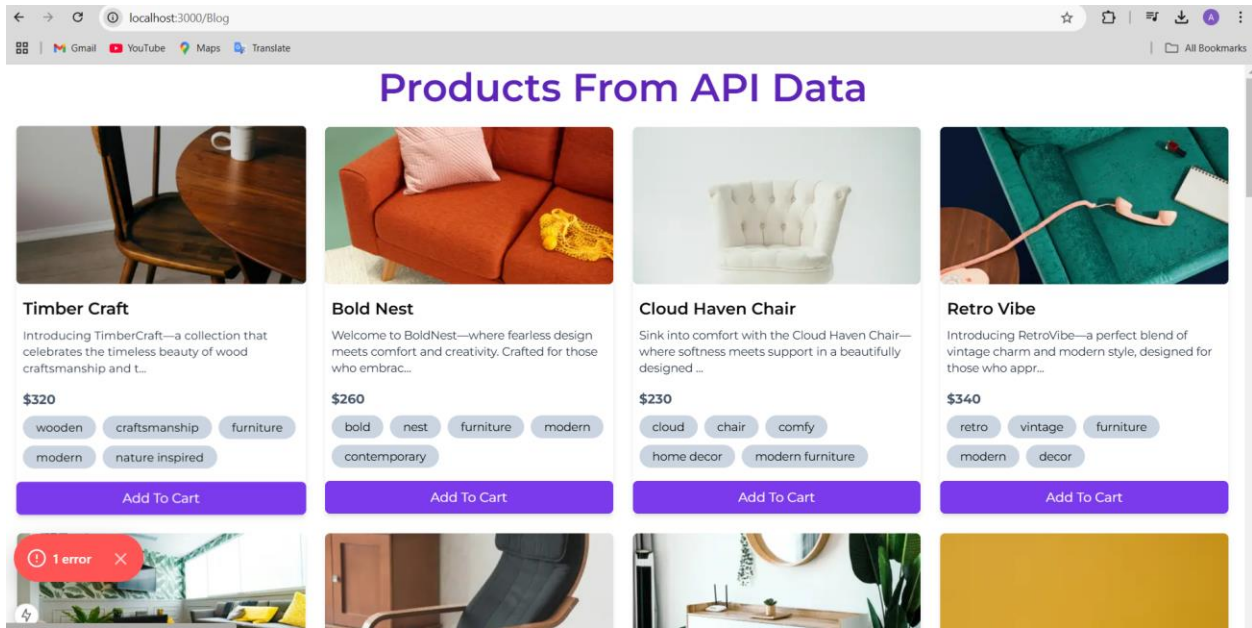 localhost:3000/Blog
A
Gmail YouTube Maps Translate All Bookmarks
Products From API Data
Timber Craft
Introducing TimberCraft—a collection that
celebrates the timeless beauty of wood
craftsmanship and t...
$320
wooden craftsmanship furniture
modern nature inspired
Add To Cart
Bold Nest
Welcome to BoldNest—where fearless design
meets comfort and creativity. Crafted for those
who embrac...
$260
bold nest furniture modern
contemporary
Add To Cart
Cloud Haven Chair
Sink into comfort with the Cloud Haven Chair—
where softness meets support in a beautifully
designed ...
$230
cloud chair comfy
home decor modern furniture
Add To Cart
Retro Vibe
Introducing RetroVibe—a perfect blend of
vintage charm and modern style, designed for
those who appr...
$340
retro vintage furniture
modern decor
Add To Cart
1 error